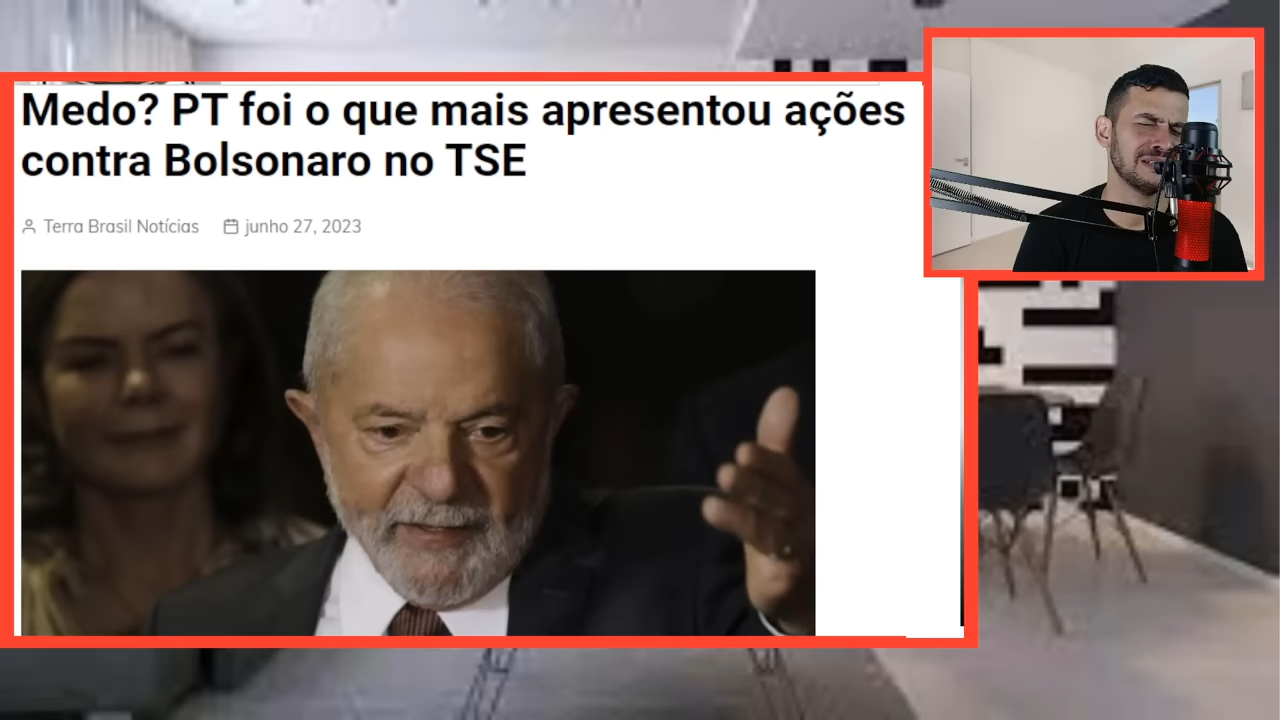 Medo? PT foi o que mais apresentou ações
contra Bolsonaro no TSE
Terra Brasil Notícias junho 27, 2023